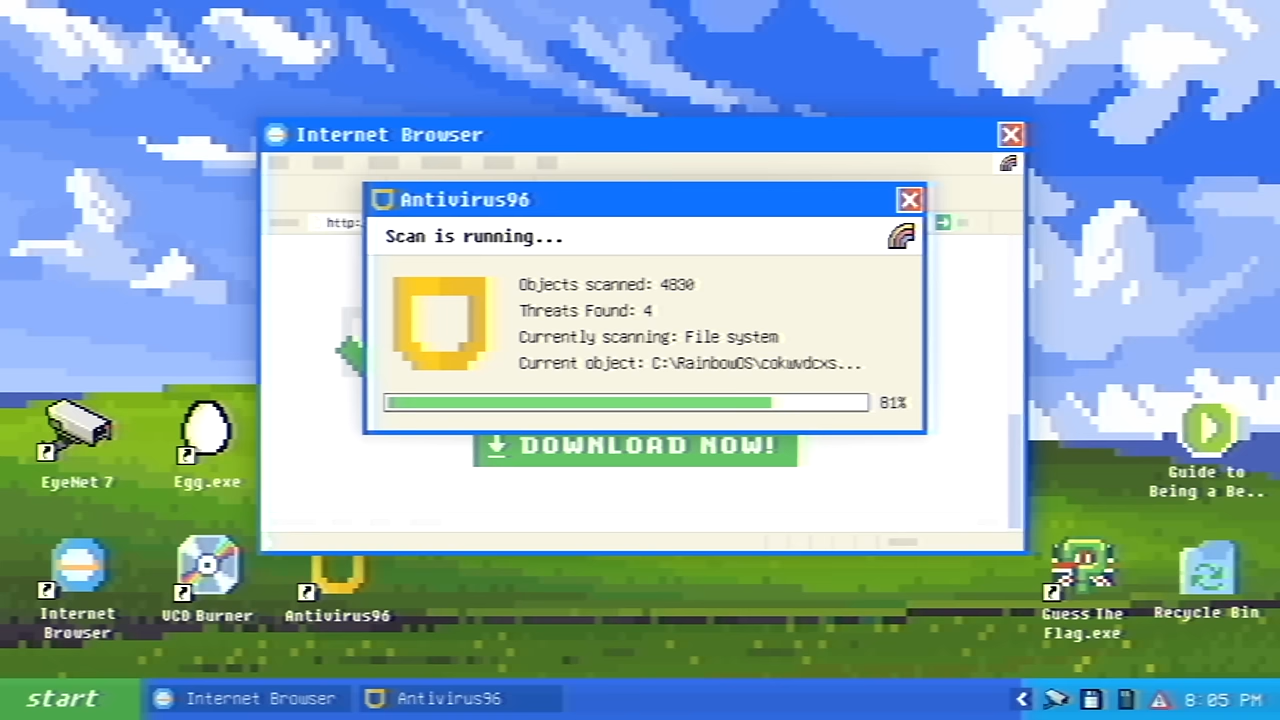 Internet Browser
Antivirus96
http:
Scan is running...
Objects scanned: 4830
Threats Found: 4
Currently scanning: File system
Current object: C:\RainbowOS\cokwvdcxs...
81%
DOWNLOAD NOW!
EyeNet 7
Egg.exe
Guide to
Being a Be..
Internet
Browser
VCD Burner
Antivirus96
Guess The
Flag.exe
Recycle Bin
start
Internet Browser
Antivirus96
8:05 PM